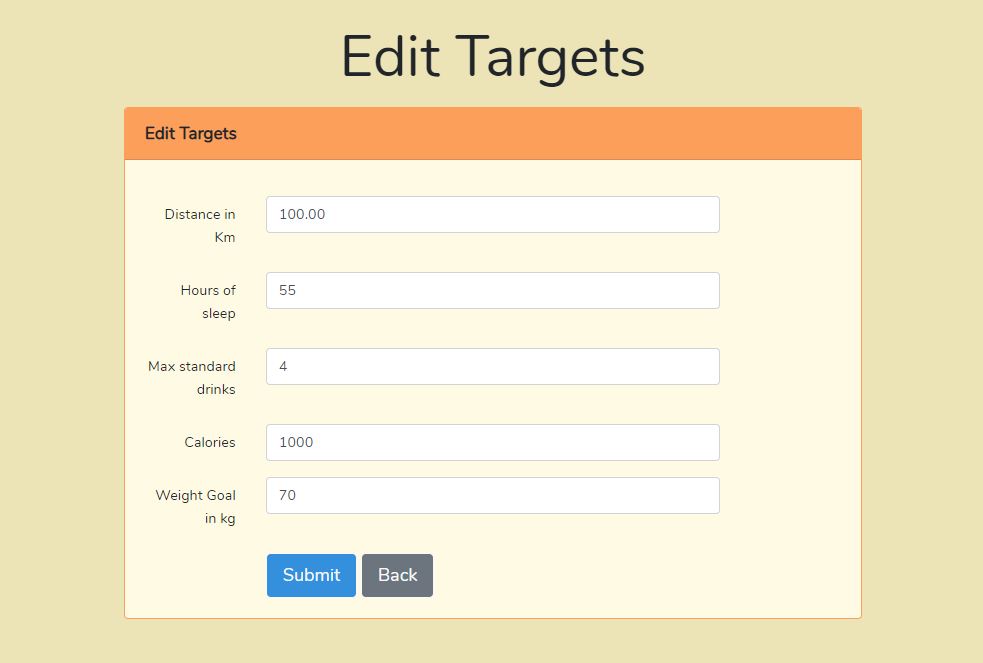 Edit Targets
Edit Targets
Distance in
Km
100.00
Hours of
sleep
55
Max standard
drinks
4
Calories
1000
Weight Goal
in kg
70
Submit
Back